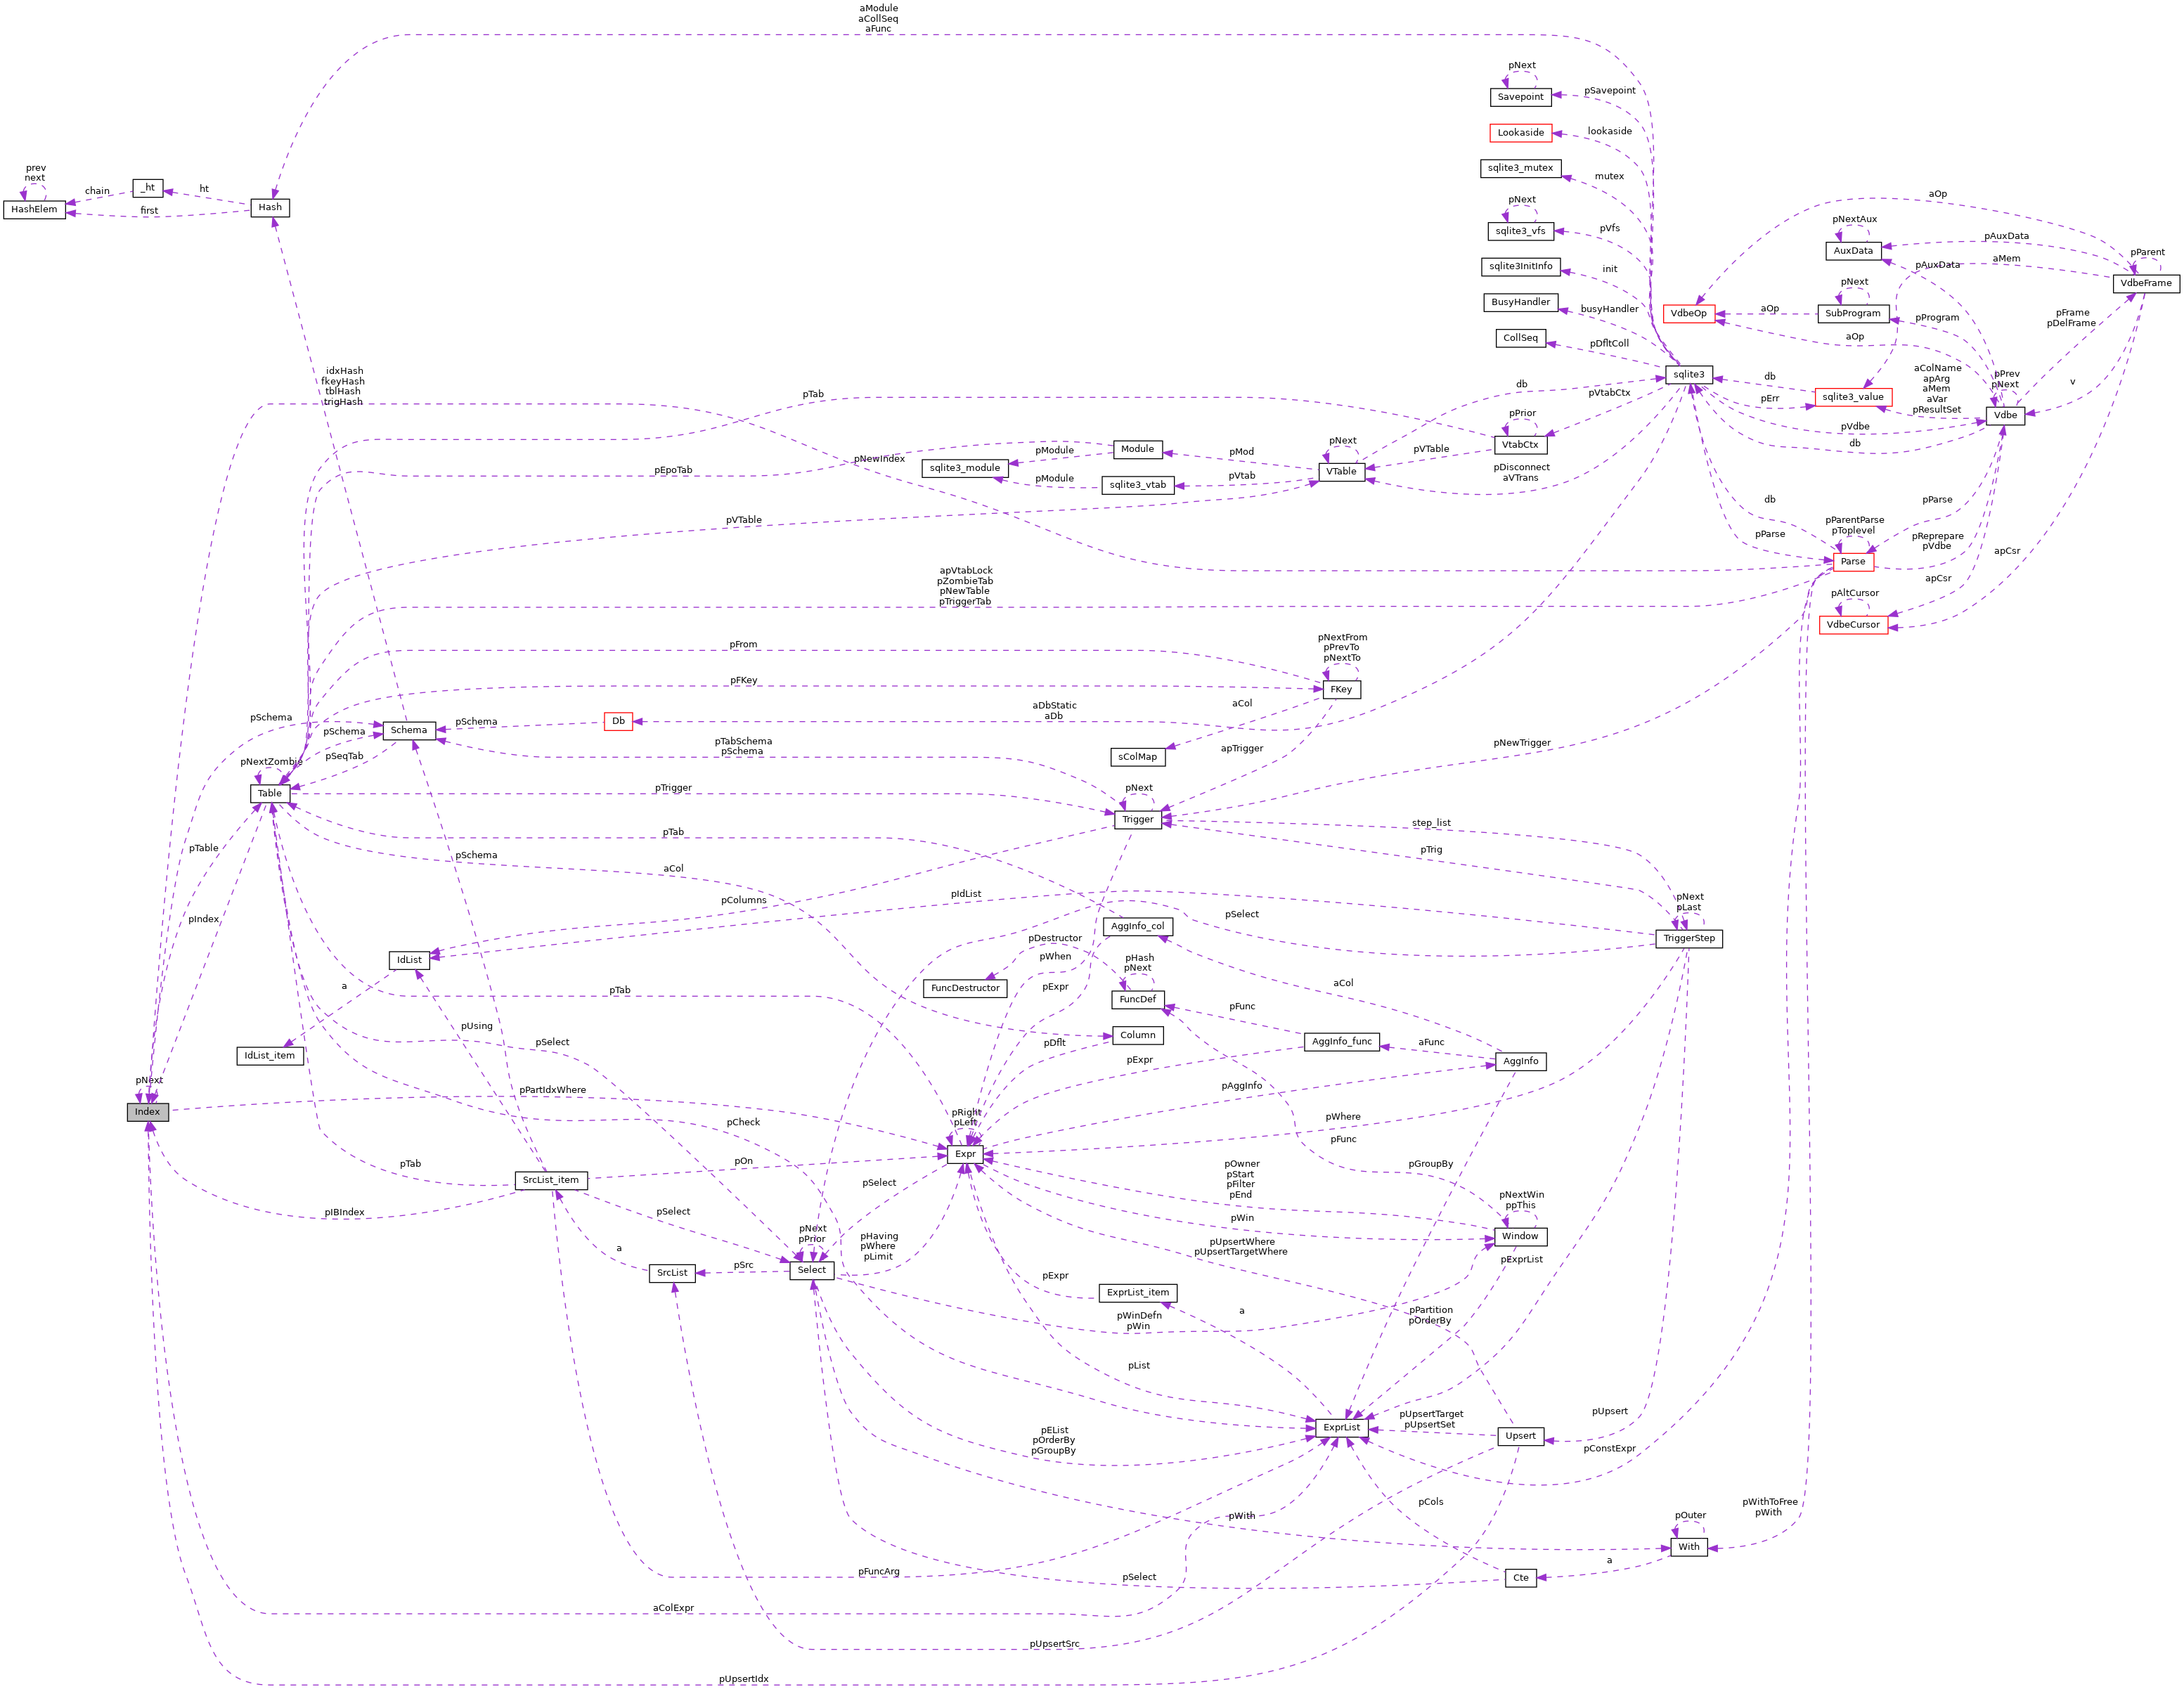 aModule
aCollSeq
aFunc
pNext
Savepoint
pSavepoint
Lookaside
lookaside
sqlite3_mutex
mutex
prev
next
chain
_ht
ht
HashElem
first
Hash
pNext
sqlite3_vfs
pVfs
sqlite3InitInfo
init
BusyHandler
busyHandler
CollSeq
pDfltColl
aOp
pNextAux
AuxData
pAuxData
pAuxData
aMem
pParent
VdbeFrame
pNext
SubProgram
VdbeOp
aOp
pProgram
aOp
pFrame
pDelFrame
sqlite3
db
pErr
sqlite3_value
aColName
apArg
aMem
aVar
pResultSet
pPrev
pNext
Vdbe
v
pVdbe
db
idxHash
fkeyHash
tblHash
trigHash
pTab
db
pVtabCtx
pPrior
VtabCtx
pVTable
pNext
VTable
pMod
Module
pModule
sqlite3_module
pModule
sqlite3_vtab
pVtab
pNewIndex
pEpoTab
pDisconnect
aVTrans
pVTable
db
pParse
pParse
pParentParse
pToplevel
Parse
pReprepare
pVdbe
apCsr
apCsr
pAltCursor
VdbeCursor
apVtabLock
pZombieTab
pNewTable
pTriggerTab
pFrom
pNextFrom
pPrevTo
pNextTo
FKey
pFKey
aCol
sColMap
apTrigger
aDbStatic
aDb
Db
pSchema
pSchema
Schema
pSchema
pSeqTab
pTabSchema
pSchema
pNewTrigger
pNextZombie
Table
pTrigger
pNext
Trigger
step_list
pTrig
pTable
pTab
pSchema
aCol
pColumns
pIdList
pSelect
pIndex
pNext
pLast
TriggerStep
AggInfo_col
pWhen
pDestructor
FuncDestructor
pHash
pNext
FuncDef
pExpr
aCol
IdList
a
IdList_item
pUsing
pTab
Column
pDflt
pFunc
AggInfo_func
aFunc
AggInfo
pExpr
pAggInfo
pSelect
pNext
Index
pPartIdxWhere
pCheck
pRight
pLeft
Expr
pWhere
pFunc
pGroupBy
pTab
SrcList_item
pOn
pIBIndex
pSelect
pSelect
pOwner
pStart
pFilter
pEnd
pWin
pNextWin
ppThis
Window
pUpsertWhere
pUpsertTargetWhere
pExprList
a
SrcList
pSrc
pNext
pPrior
Select
pHaving
pWhere
pLimit
pExpr
ExprList_item
a
pWinDefn
pWin
pPartition
pOrderBy
pList
ExprList
pUpsertTarget
pUpsertSet
Upsert
pUpsert
pConstExpr
pEList
pOrderBy
pGroupBy
pCols
pWith
pWithToFree
pWith
pOuter
With
a
Cte
pFuncArg
pSelect
aColExpr
pUpsertSrc
pUpsertIdx